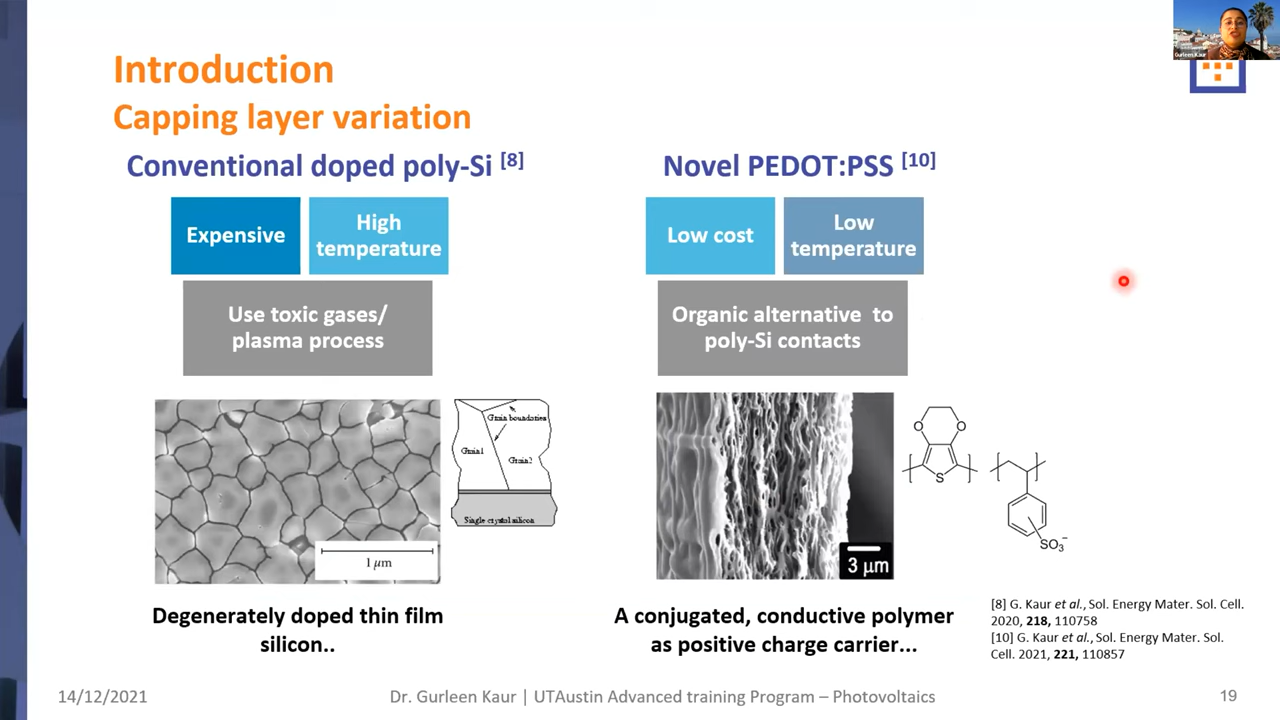 Gurleen Kaur
Introduction
Capping layer variation
Conventional doped poly-Si [8]
Expensive
High
temperature
Use toxic gases/
plasma process
1 µm
Grain boundaries
Grain1
Grain2
Single crystal silicon
Degenerately doped thin film
silicon..
Novel PEDOT:PSS [10]
Low cost
Low
temperature
Organic alternative to
poly-Si contacts
3 µm
O
O
S
SO3-
A conjugated, conductive polymer
as positive charge carrier...
[8] G. Kaur et al., Sol. Energy Mater. Sol. Cell.
2020, 218, 110758
[10] G. Kaur et al., Sol. Energy Mater. Sol.
Cell. 2021, 221, 110857
14/12/2021
Dr. Gurleen Kaur | UTAustin Advanced training Program – Photovoltaics
19